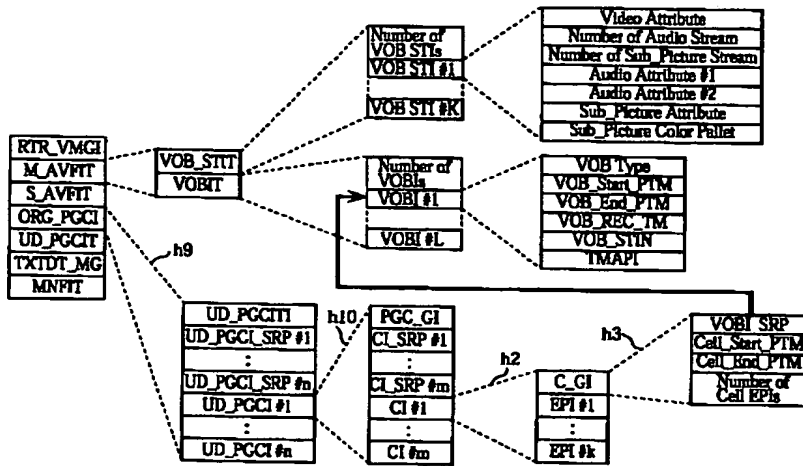 Number of
VOB STIs
VOB STI #1
VOB STI #K
Video Attribute
Number of Audio Stream
Number of Sub_Picture Stream
Audio Attribute #1
Audio Attribute #2
Sub_Picture Attribute
Sub_Picture Color Pallet
RTR_VMGI
M_AVFIT
S_AVFIT
ORG_PGCI
UD_PGCIT
TXTDT_MG
MNFIT
VOB_STIT
VOBIT
Number of
VOBIs
VOBI #1
VOBI #L
VOB Type
VOB_Start_PTM
VOB_End_PTM
VOB_REC_TM
VOB_STIN
TMAPI
h9
UD_PGCITI
UD_PGCI_SRP #1
⋮
UD_PGCI_SRP #n
UD_PGCI #1
⋮
UD_PGCI #n
h10
PGC_GI
CI_SRP #1
⋮
CI_SRP #m
CI #1
⋮
CI #m
h2
C_GI
EPI #1
⋮
EPI #k
h3
VOBI_SRP
Cell_Start_PTM
Cell_End_PTM
Number of
Cell EPIs